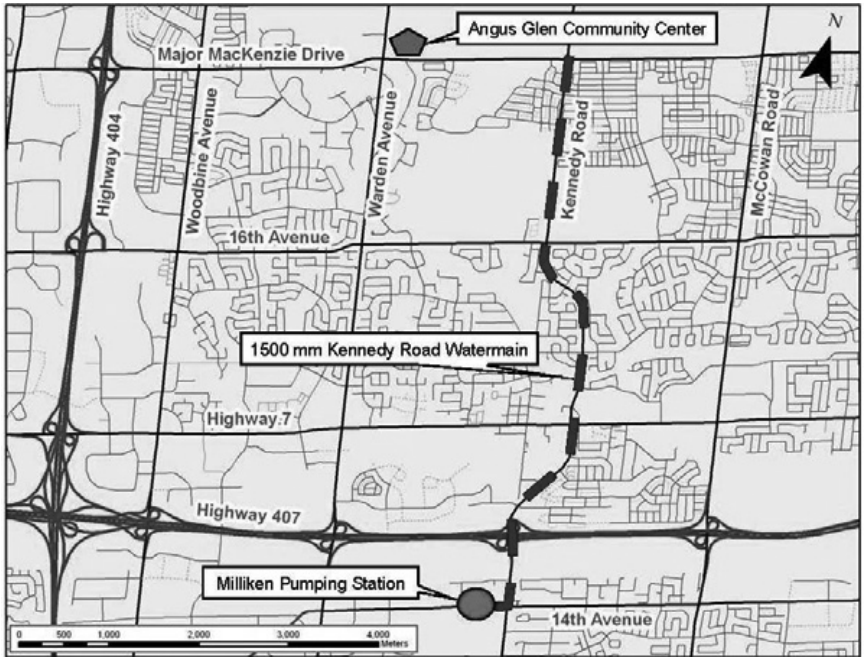 Angus Glen Community Center
N
Major MacKenzie Drive
Highway 404
Woodbine Avenue
Warden Avenue
Kennedy Road
McCowan Road
16th Avenue
1500 mm Kennedy Road Watermain
Highway 7
Highway 407
Milliken Pumping Station
14th Avenue
0 500 1,000 2,000 3,000 4,000
Meters